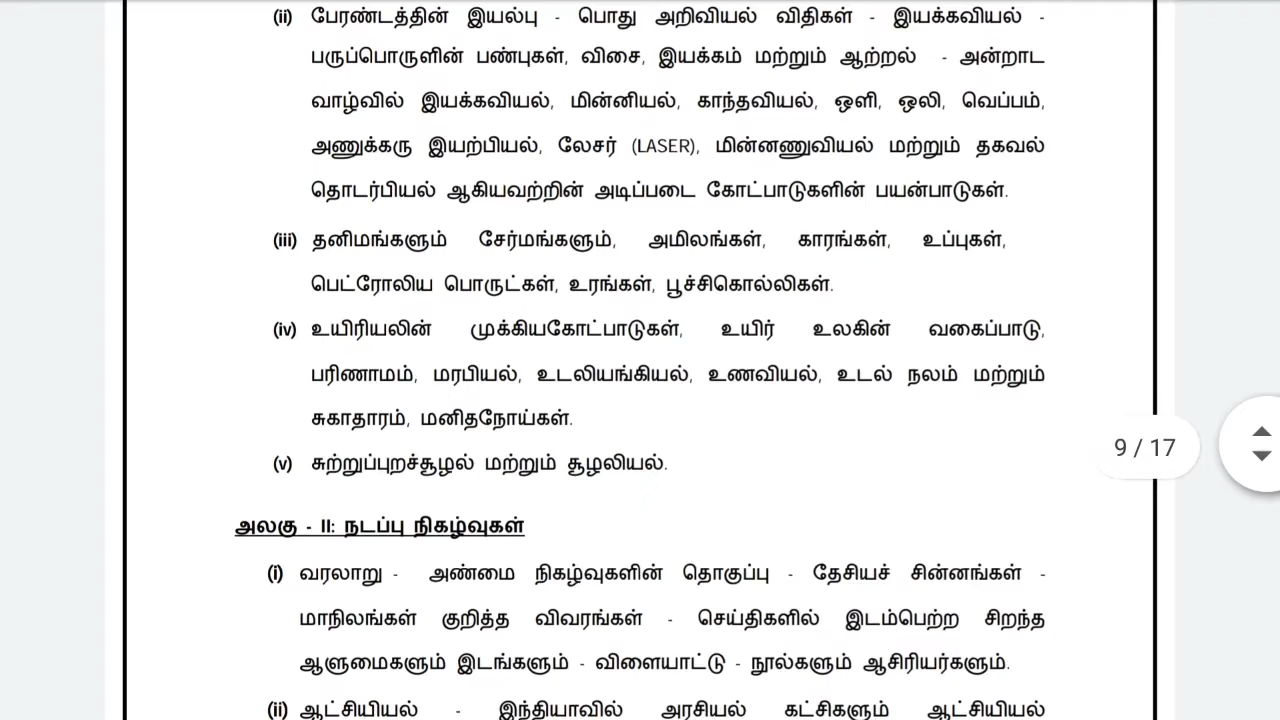 (ii) பேரண்டத்தின் இயல்பு - பொது அறிவியல் விதிகள் - இயக்கவியல் -
பருப்பொருளின் பண்புகள், விசை, இயக்கம் மற்றும் ஆற்றல் - அன்றாட
வாழ்வில் இயக்கவியல், மின்னியல், காந்தவியல், ஒளி, ஒலி, வெப்பம்,
அணுக்கரு இயற்பியல், லேசர் (LASER), மின்னணுவியல் மற்றும் தகவல்
தொடர்பியல் ஆகியவற்றின் அடிப்படை கோட்பாடுகளின் பயன்பாடுகள்.
(iii) தனிமங்களும் சேர்மங்களும், அமிலங்கள், காரங்கள், உப்புகள்,
பெட்ரோலிய பொருட்கள், உரங்கள், பூச்சிகொல்லிகள்.
(iv) உயிரியலின் முக்கியகோட்பாடுகள், உயிர் உலகின் வகைப்பாடு,
பரிணாமம், மரபியல், உடலியங்கியல், உணவியல், உடல் நலம் மற்றும்
சுகாதாரம், மனிதநோய்கள்.
9 / 17
(v) சுற்றுப்புறச்சூழல் மற்றும் சூழலியல்.
அலகு - II: நடப்பு நிகழ்வுகள்
(i) வரலாறு - அண்மை நிகழ்வுகளின் தொகுப்பு - தேசியச் சின்னங்கள் -
மாநிலங்கள் குறித்த விவரங்கள் - செய்திகளில் இடம்பெற்ற சிறந்த
ஆளுமைகளும் இடங்களும் - விளையாட்டு - நூல்களும் ஆசிரியர்களும்.
(ii) ஆட்சியியல் - இந்தியாவில் அரசியல் கட்சிகளும் ஆட்சியியல்